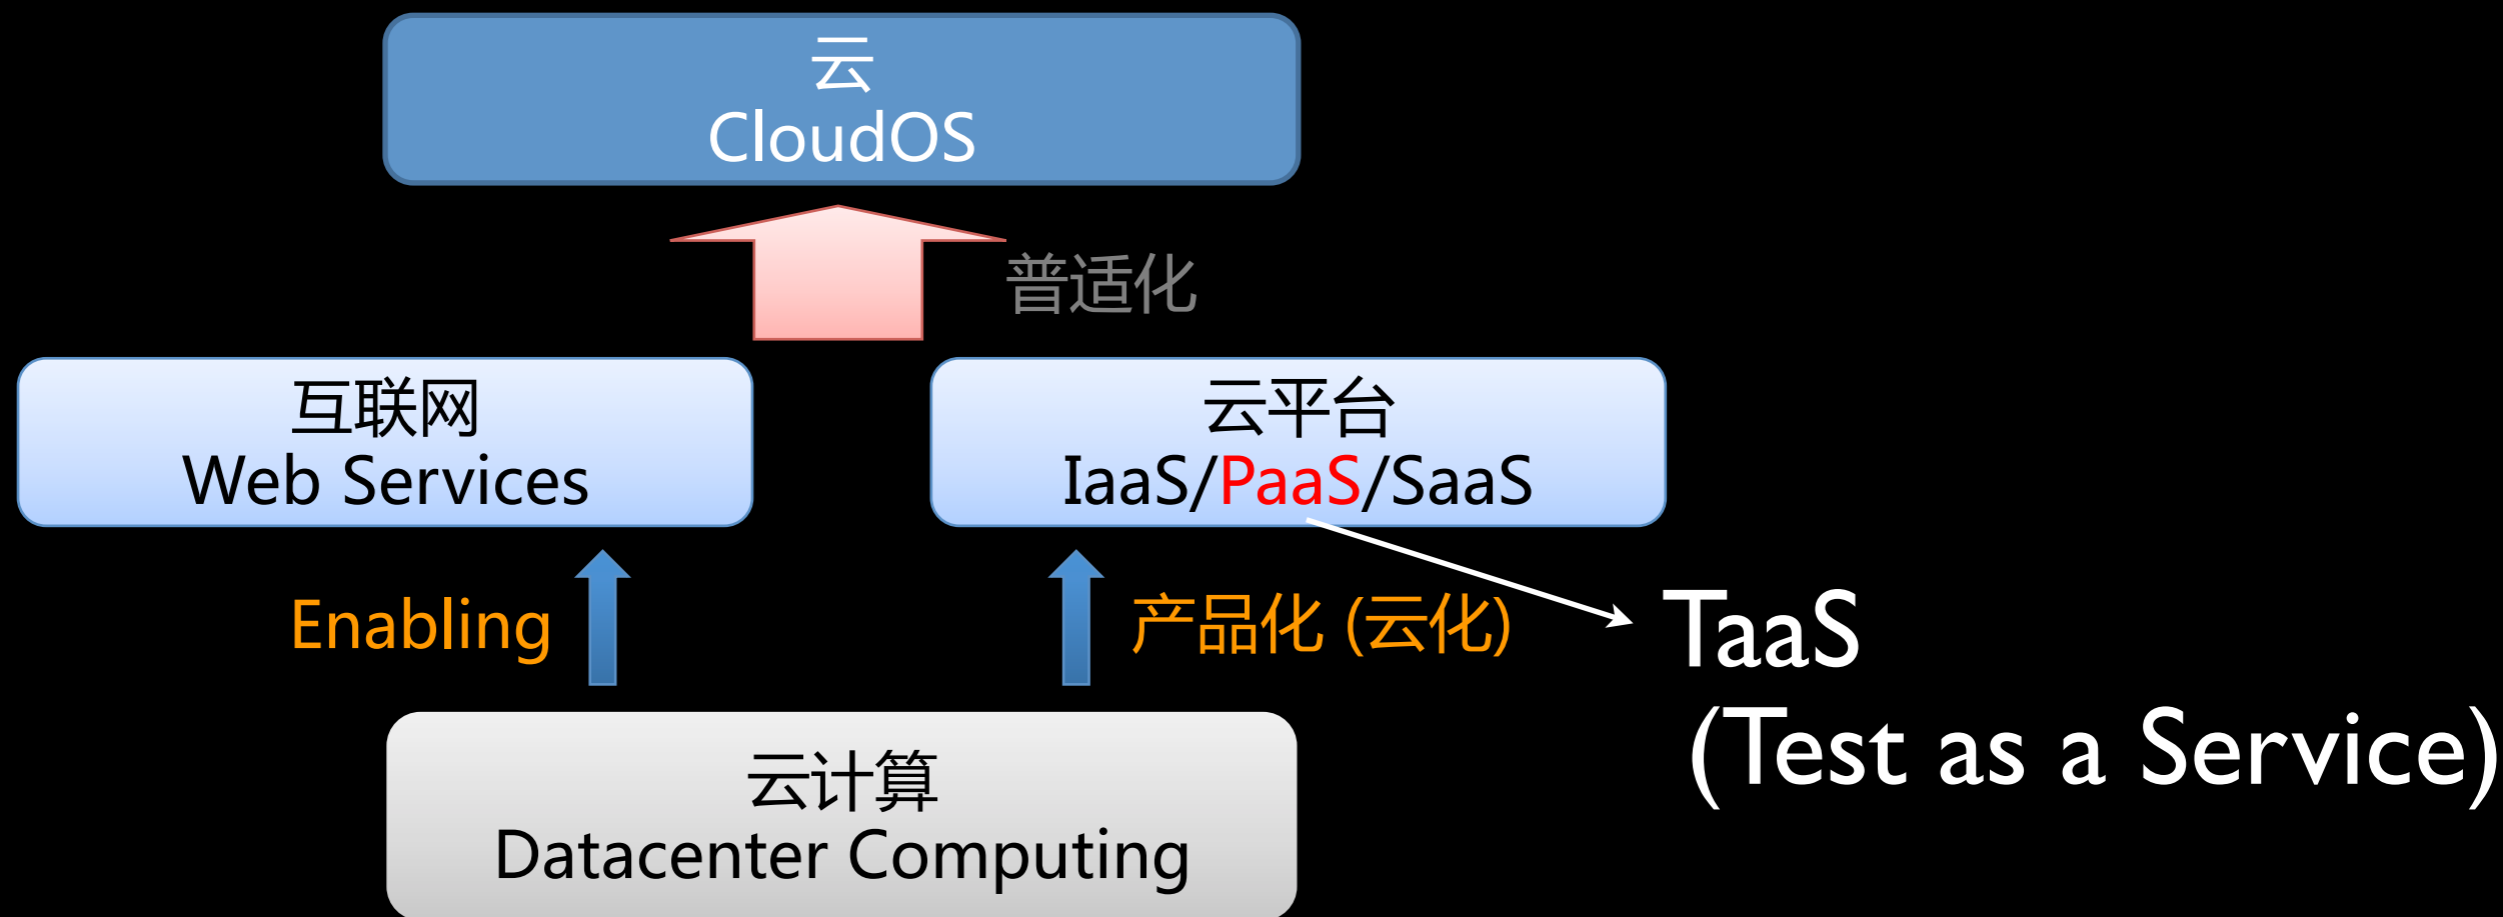 云
CloudOS
普适化
互联网
Web Services
云平台
IaaS/PaaS/SaaS
Enabling
产品化 (云化)
TaaS
(Test as a Service)
云计算
Datacenter Computing